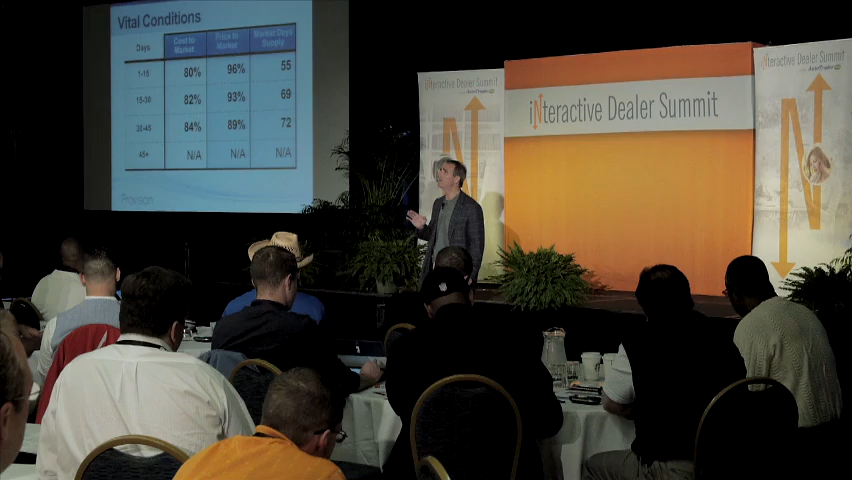 Vital Conditions
Days Cost to Market Price to Market Market Days Supply
1-15 80% 96% 55
15-30 82% 93% 69
30-45 84% 89% 72
45+ N/A N/A N/A
Provision
iNteractive Dealer Summit
N
iNteractive Dealer Summit
iNteractive Dealer Summit
AutoTrader
N